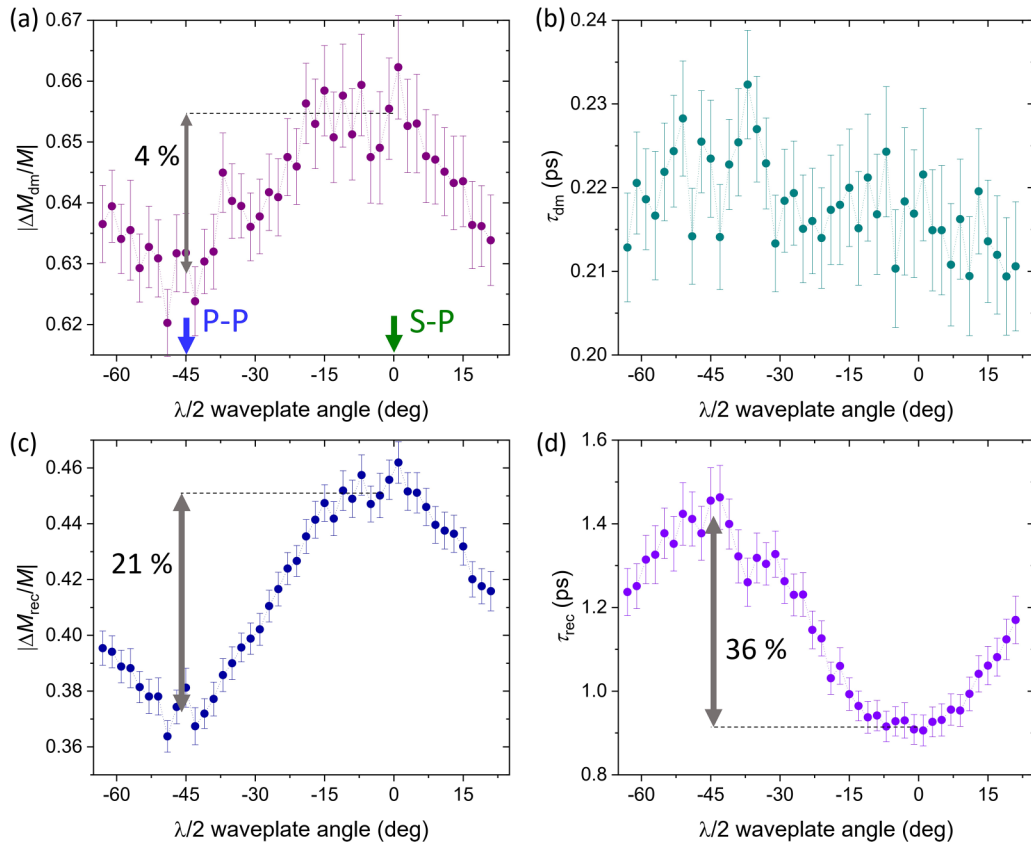 (a)
0.67
0.66
0.65
0.64
0.63
0.62
|ΔM_dm/M|
4 %
P-P
S-P
-60 -45 -30 -15 0 15
λ/2 waveplate angle (deg)
(b)
0.24
0.23
0.22
0.21
0.20
τ_dm (ps)
-60 -45 -30 -15 0 15
λ/2 waveplate angle (deg)
(c)
0.46
0.44
0.42
0.40
0.38
0.36
|ΔM_rec/M|
21 %
-60 -45 -30 -15 0 15
λ/2 waveplate angle (deg)
(d)
1.6
1.4
1.2
1.0
0.8
τ_rec (ps)
36 %
-60 -45 -30 -15 0 15
λ/2 waveplate angle (deg)